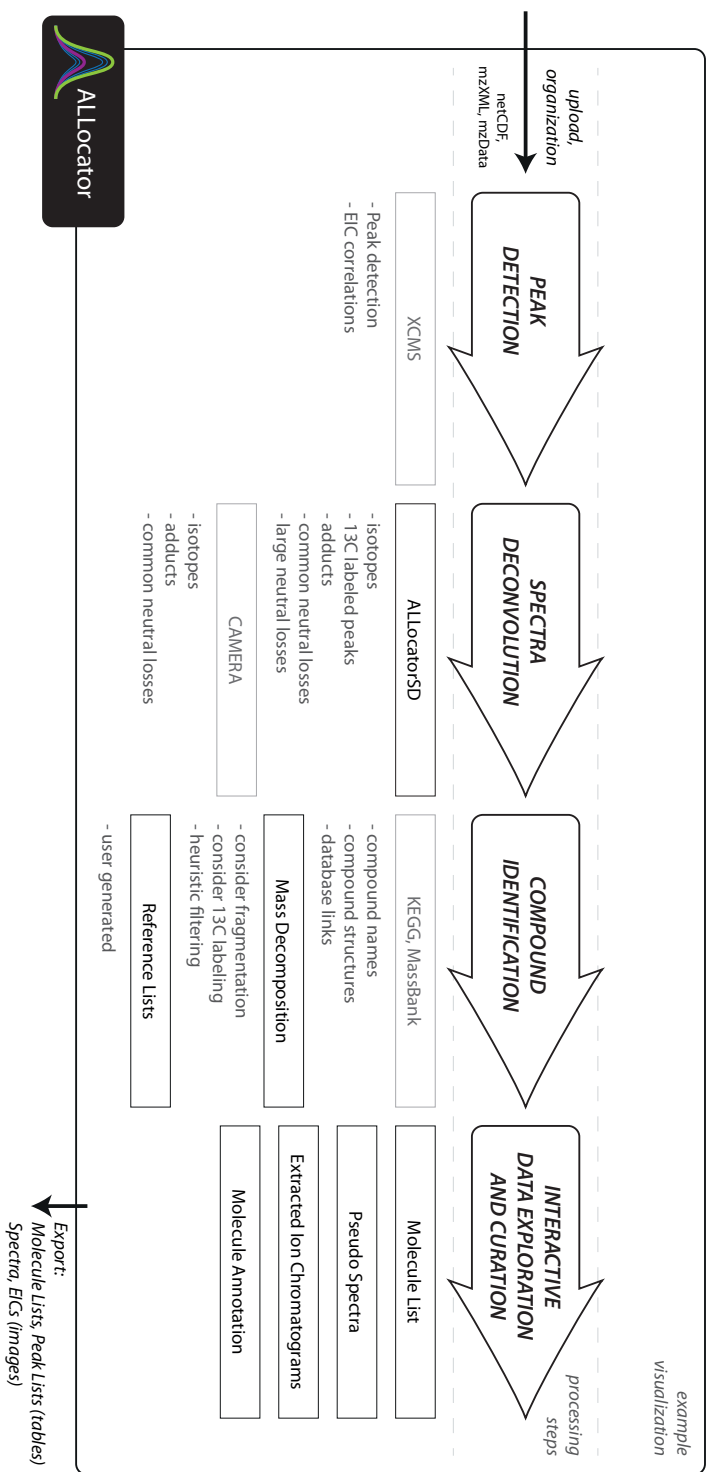 example
visualization
processing
steps
upload,
organization
netCDF,
mzXML, mzData
PEAK
DETECTION
SPECTRA
DECONVOLUTION
COMPOUND
IDENTIFICATION
INTERACTIVE
DATA EXPLORATION
AND CURATION
XCMS
- Peak detection
- EIC correlations
ALLocatorSD
- isotopes
- 13C labeled peaks
- adducts
- common neutral losses
- large neutral losses
CAMERA
- isotopes
- adducts
- common neutral losses
KEGG, MassBank
- compound names
- compound structures
- database links
Mass Decomposition
- consider fragmentation
- consider 13C labeling
- heuristic filtering
Reference Lists
- user generated
Molecule List
Pseudo Spectra
Extracted Ion Chromatograms
Molecule Annotation
ALLocator
Export:
Molecule Lists, Peak Lists (tables)
Spectra, EICs (images)